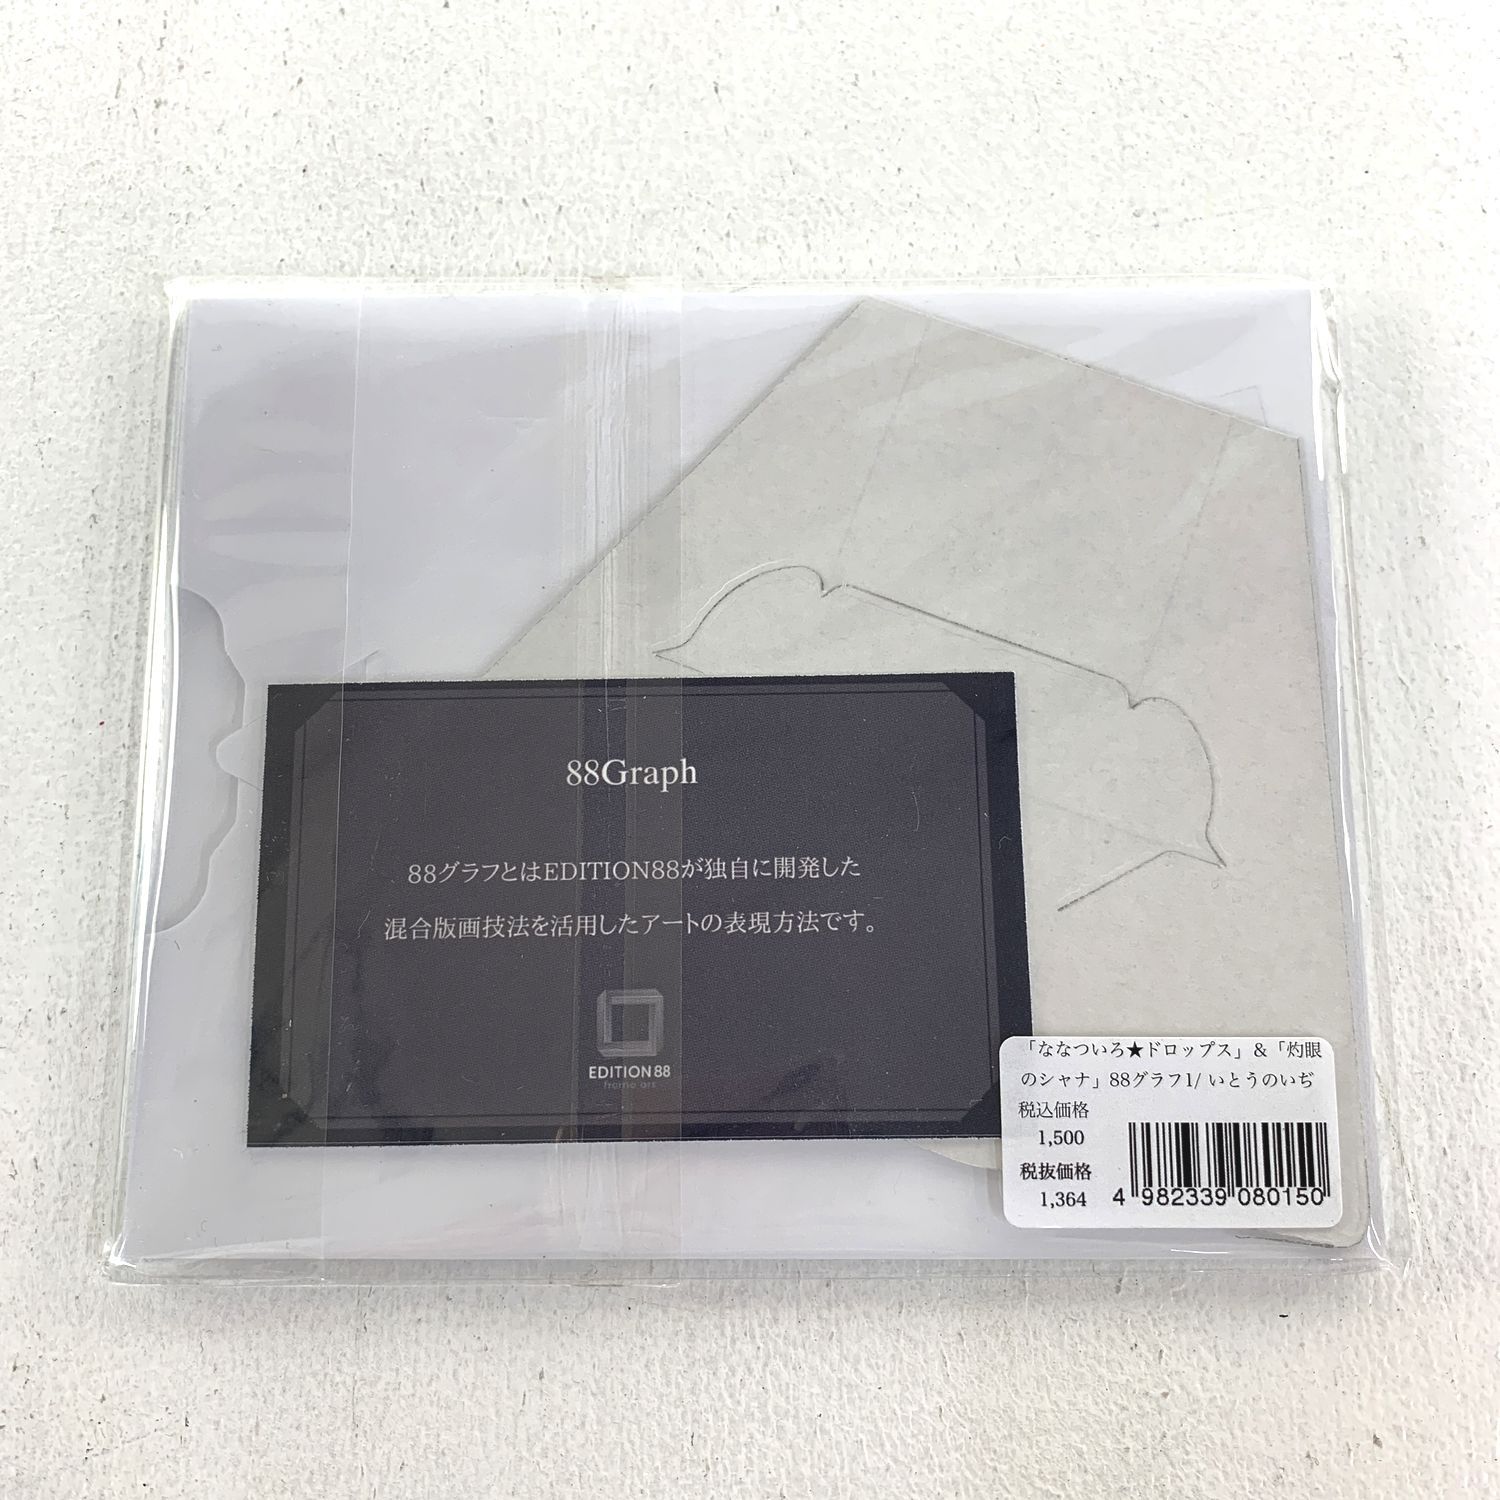 88Graph
88グラフとはEDITION88が独自に開発した
混合版画技法を活用したアートの表現方法です。
EDITION88
frame art
「ななついろ★ドロップス」&「灼眼
のシャナ」88グラフ1/ いとうのいぢ
税込価格
1,500
税抜価格
1,364
4 982339 080150